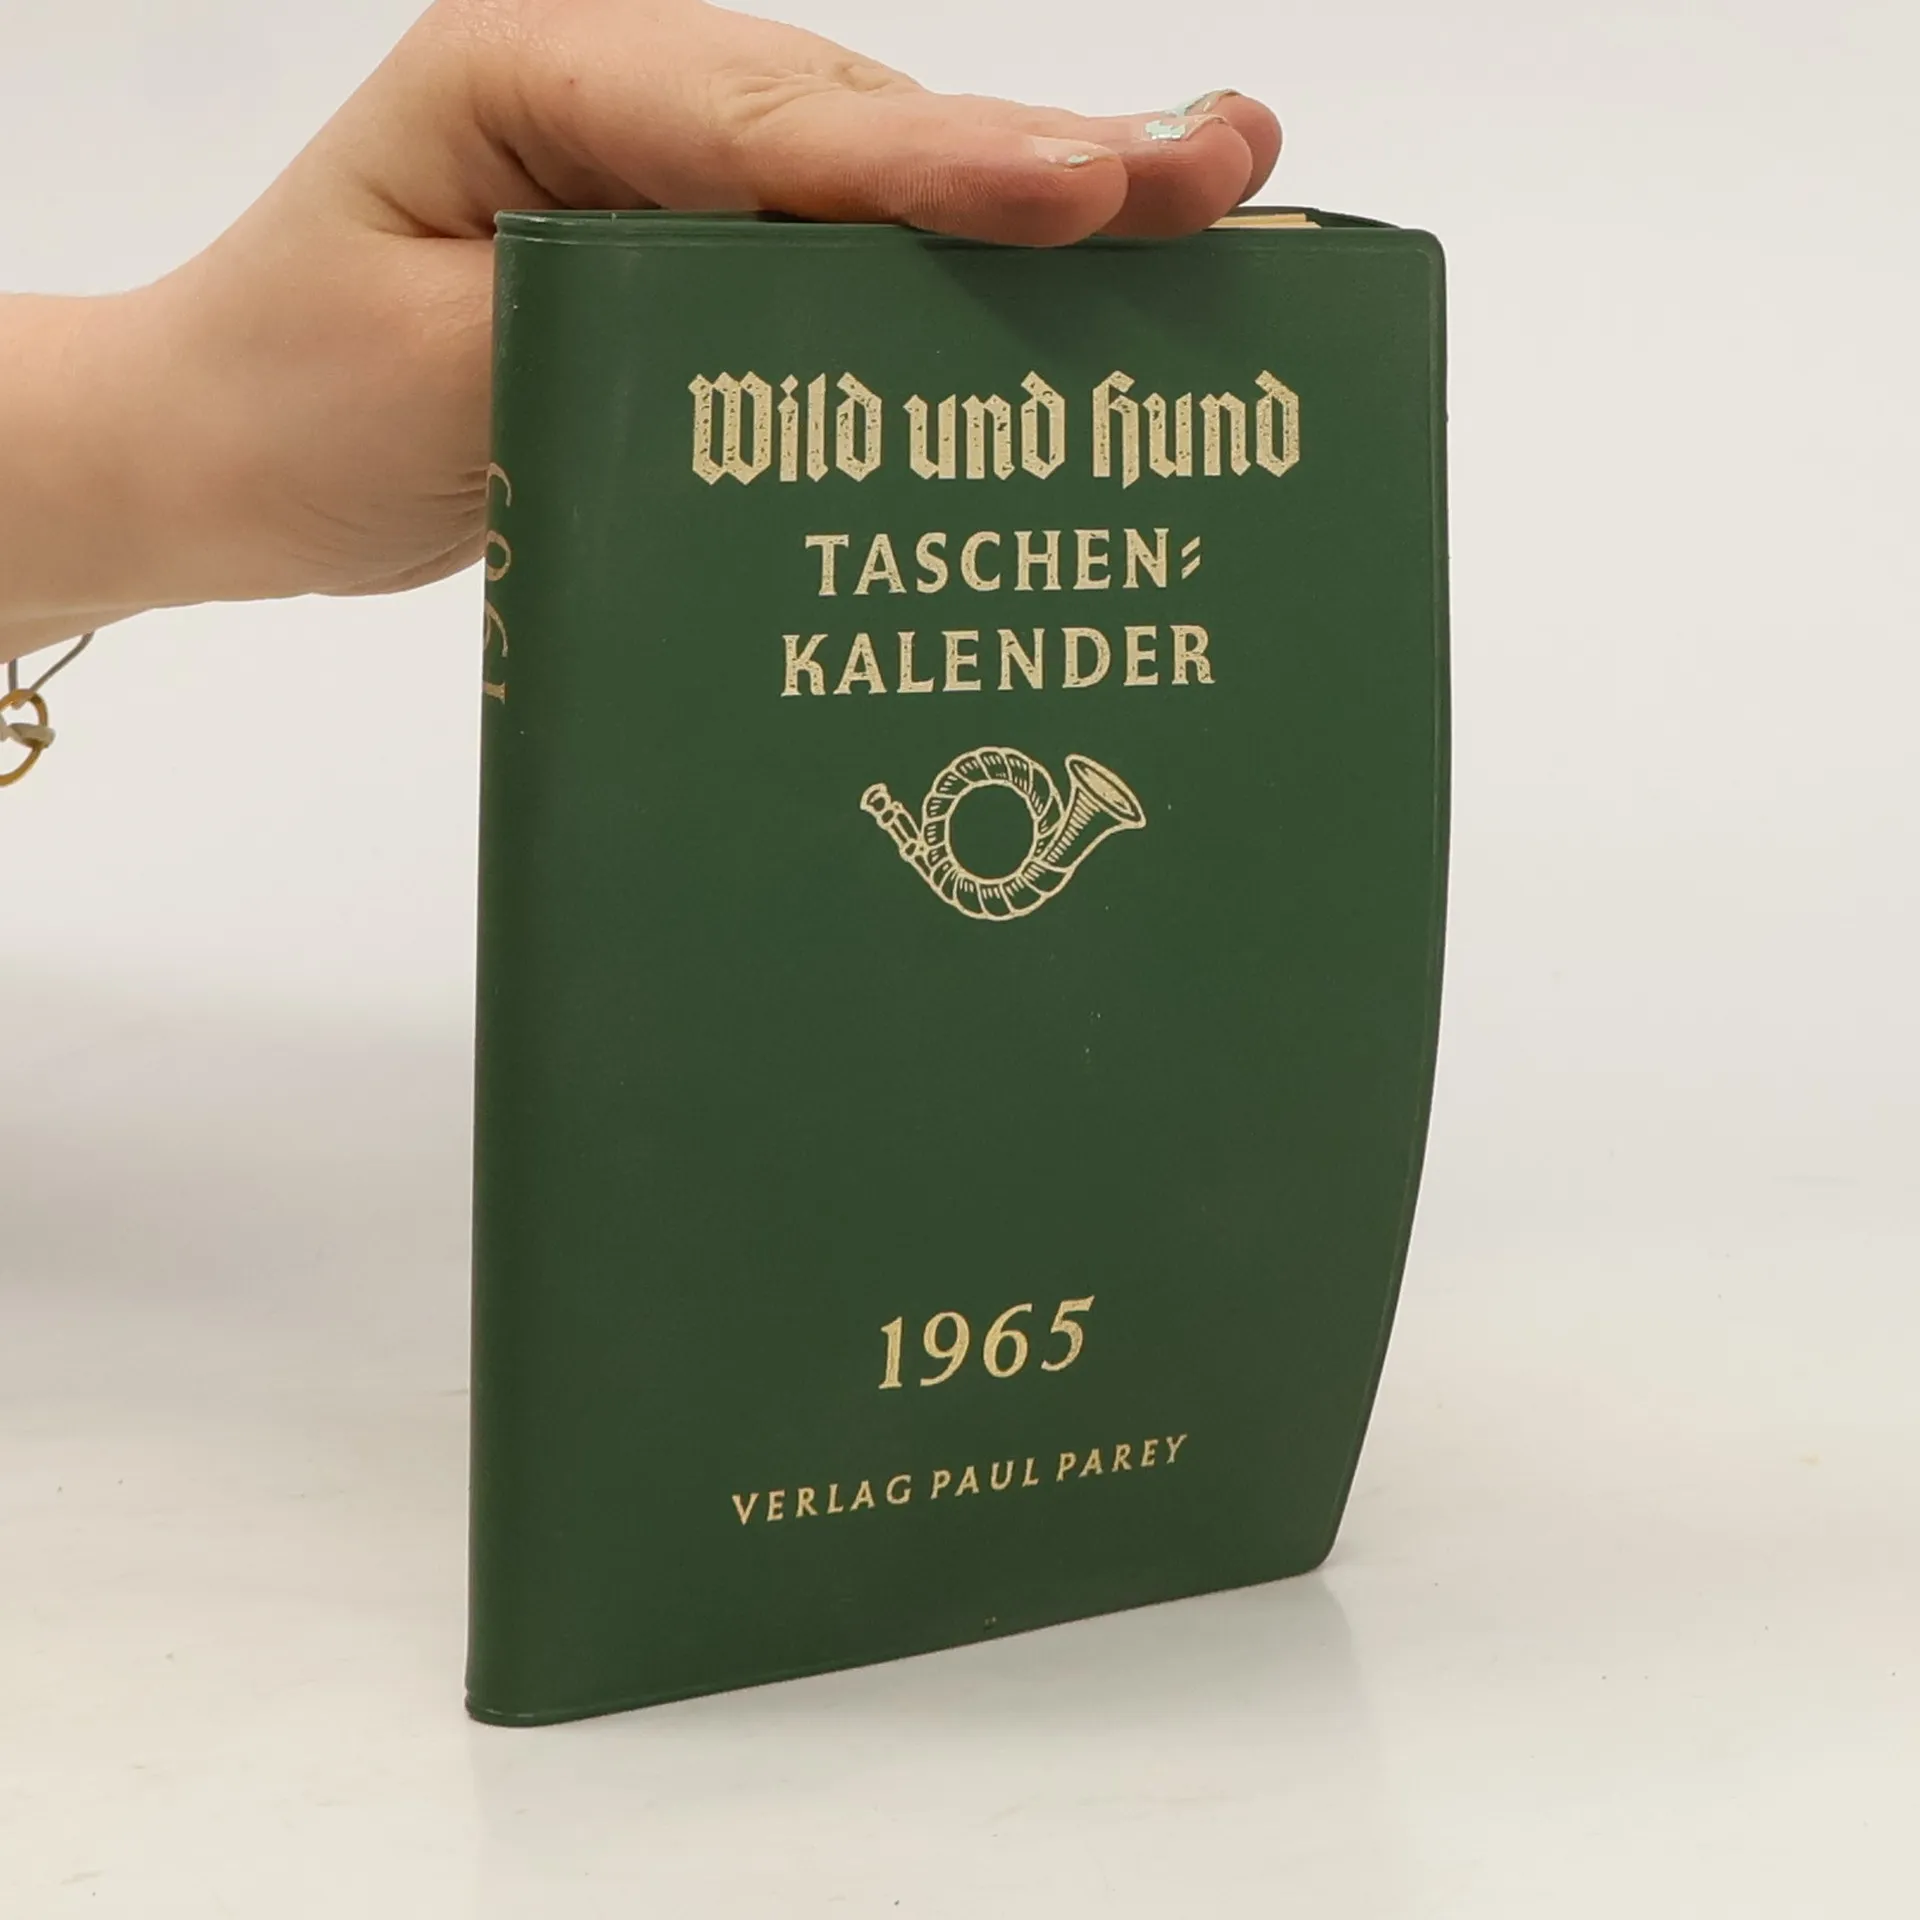 Wild und Hund
TASCHEN=
KALENDER
1965
VERLAG PAUL PAREY
1965